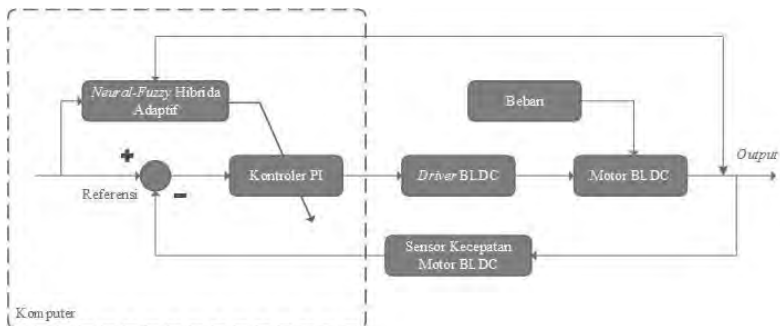 Neural-Fuzzy Hibrida
Adaptif
Beban
+
Output
Referensi
-
Kontroler PI
Driver BLDC
Motor BLDC
Sensor Kecepatan
Motor BLDC
Komputer